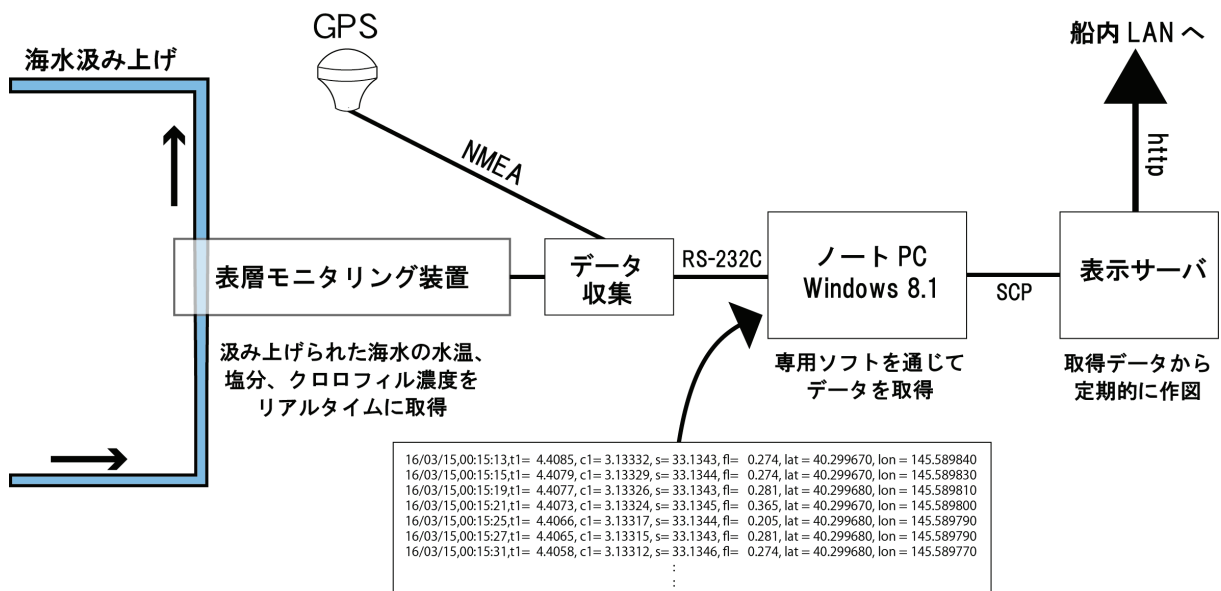 GPS
船内 LAN へ
海水汲み上げ
NMEA
http
表層モニタリング装置
データ
収集
RS-232C
ノート PC
Windows 8.1
SCP
表示サーバ
汲み上げられた海水の水温、
塩分、クロロフィル濃度を
リアルタイムに取得
専用ソフトを通じて
データを取得
取得データから
定期的に作図
16/03/15,00:15:13,t1= 4.4085, c1= 3.13332, s= 33.1343, fl= 0.274, lat = 40.299670, lon = 145.589840
16/03/15,00:15:15,t1= 4.4079, c1= 3.13329, s= 33.1344, fl= 0.274, lat = 40.299670, lon = 145.589830
16/03/15,00:15:19,t1= 4.4077, c1= 3.13326, s= 33.1343, fl= 0.281, lat = 40.299680, lon = 145.589810
16/03/15,00:15:21,t1= 4.4073, c1= 3.13324, s= 33.1345, fl= 0.365, lat = 40.299670, lon = 145.589800
16/03/15,00:15:25,t1= 4.4066, c1= 3.13317, s= 33.1344, fl= 0.205, lat = 40.299680, lon = 145.589790
16/03/15,00:15:27,t1= 4.4065, c1= 3.13315, s= 33.1343, fl= 0.281, lat = 40.299680, lon = 145.589790
16/03/15,00:15:31,t1= 4.4058, c1= 3.13312, s= 33.1346, fl= 0.274, lat = 40.299680, lon = 145.589770
:
: